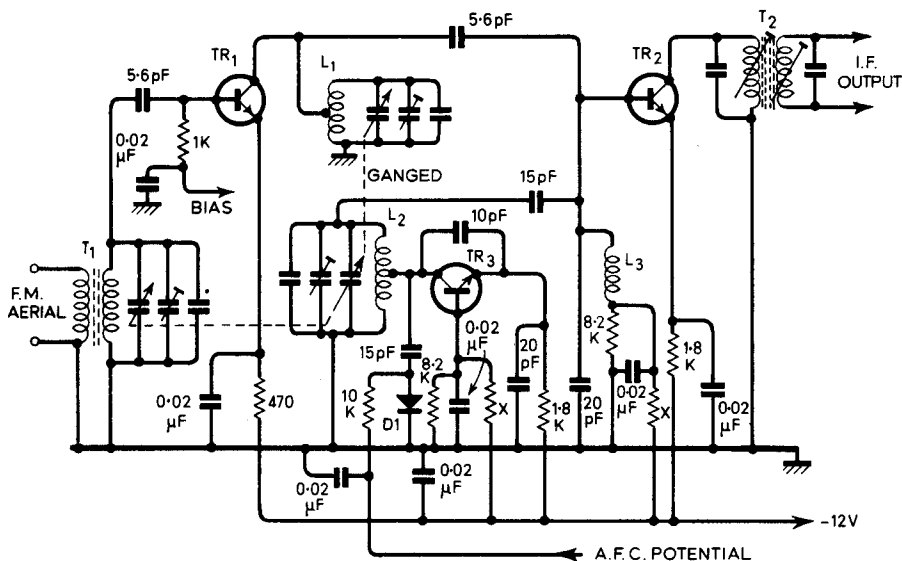 5·6pF
TR1
5·6pF
L1
TR2
T2
I.F.
OUTPUT
0·02
µF
1K
BIAS
GANGED
15pF
L2
10pF
TR3
L3
T1
F.M.
AERIAL
0·02
µF
470
15pF
10
K
D1
8·2
K
0·02
µF
X
20
pF
1·8
K
20
pF
8·2
K
0·02
µF
X
1·8
K
0·02
µF
0·02
µF
0·02
µF
-12V
A.F.C. POTENTIAL